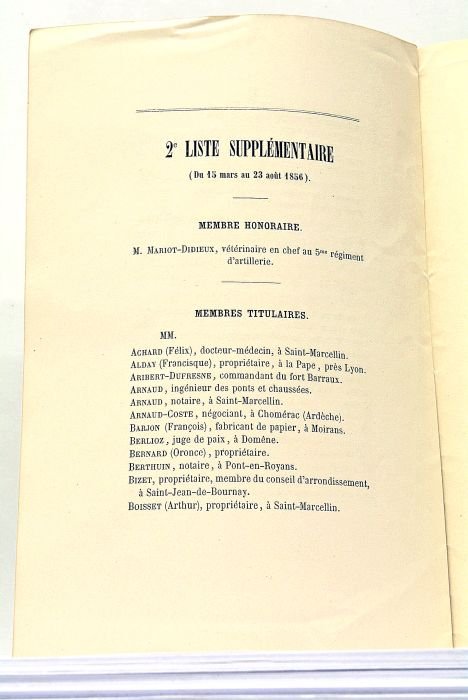 2e LISTE SUPPLÉMENTAIRE
(Du 15 mars au 23 août 1856).
MEMBRE HONORAIRE.
M. MARIOT-DIDIEUX, vétérinaire en chef au 5me régiment
d'artillerie.
MEMBRES TITULAIRES.
MM.
ACHARD (Félix), docteur-médecin, à Saint-Marcellin.
ALDAY (Francisque), propriétaire, à la Pape, près Lyon.
ARIBERT-DUFRESNE, commandant du fort Barraux.
ARNAUD, ingénieur des ponts et chaussées.
ARNAUD, notaire, à Saint-Marcellin.
ARNAUD-COSTE, négociant, à Chomérac (Ardèche).
BARJON (François), fabricant de papier, à Moirans.
BERLIOZ, juge de paix, à Domêne.
BERNARD (Oronce), propriétaire.
BERTHUIN, notaire, à Pont-en-Royans.
BIZET, propriétaire, membre du conseil d'arrondissement,
à Saint-Jean-de-Bournay.
BOISSET (Arthur), propriétaire, à Saint-Marcellin.